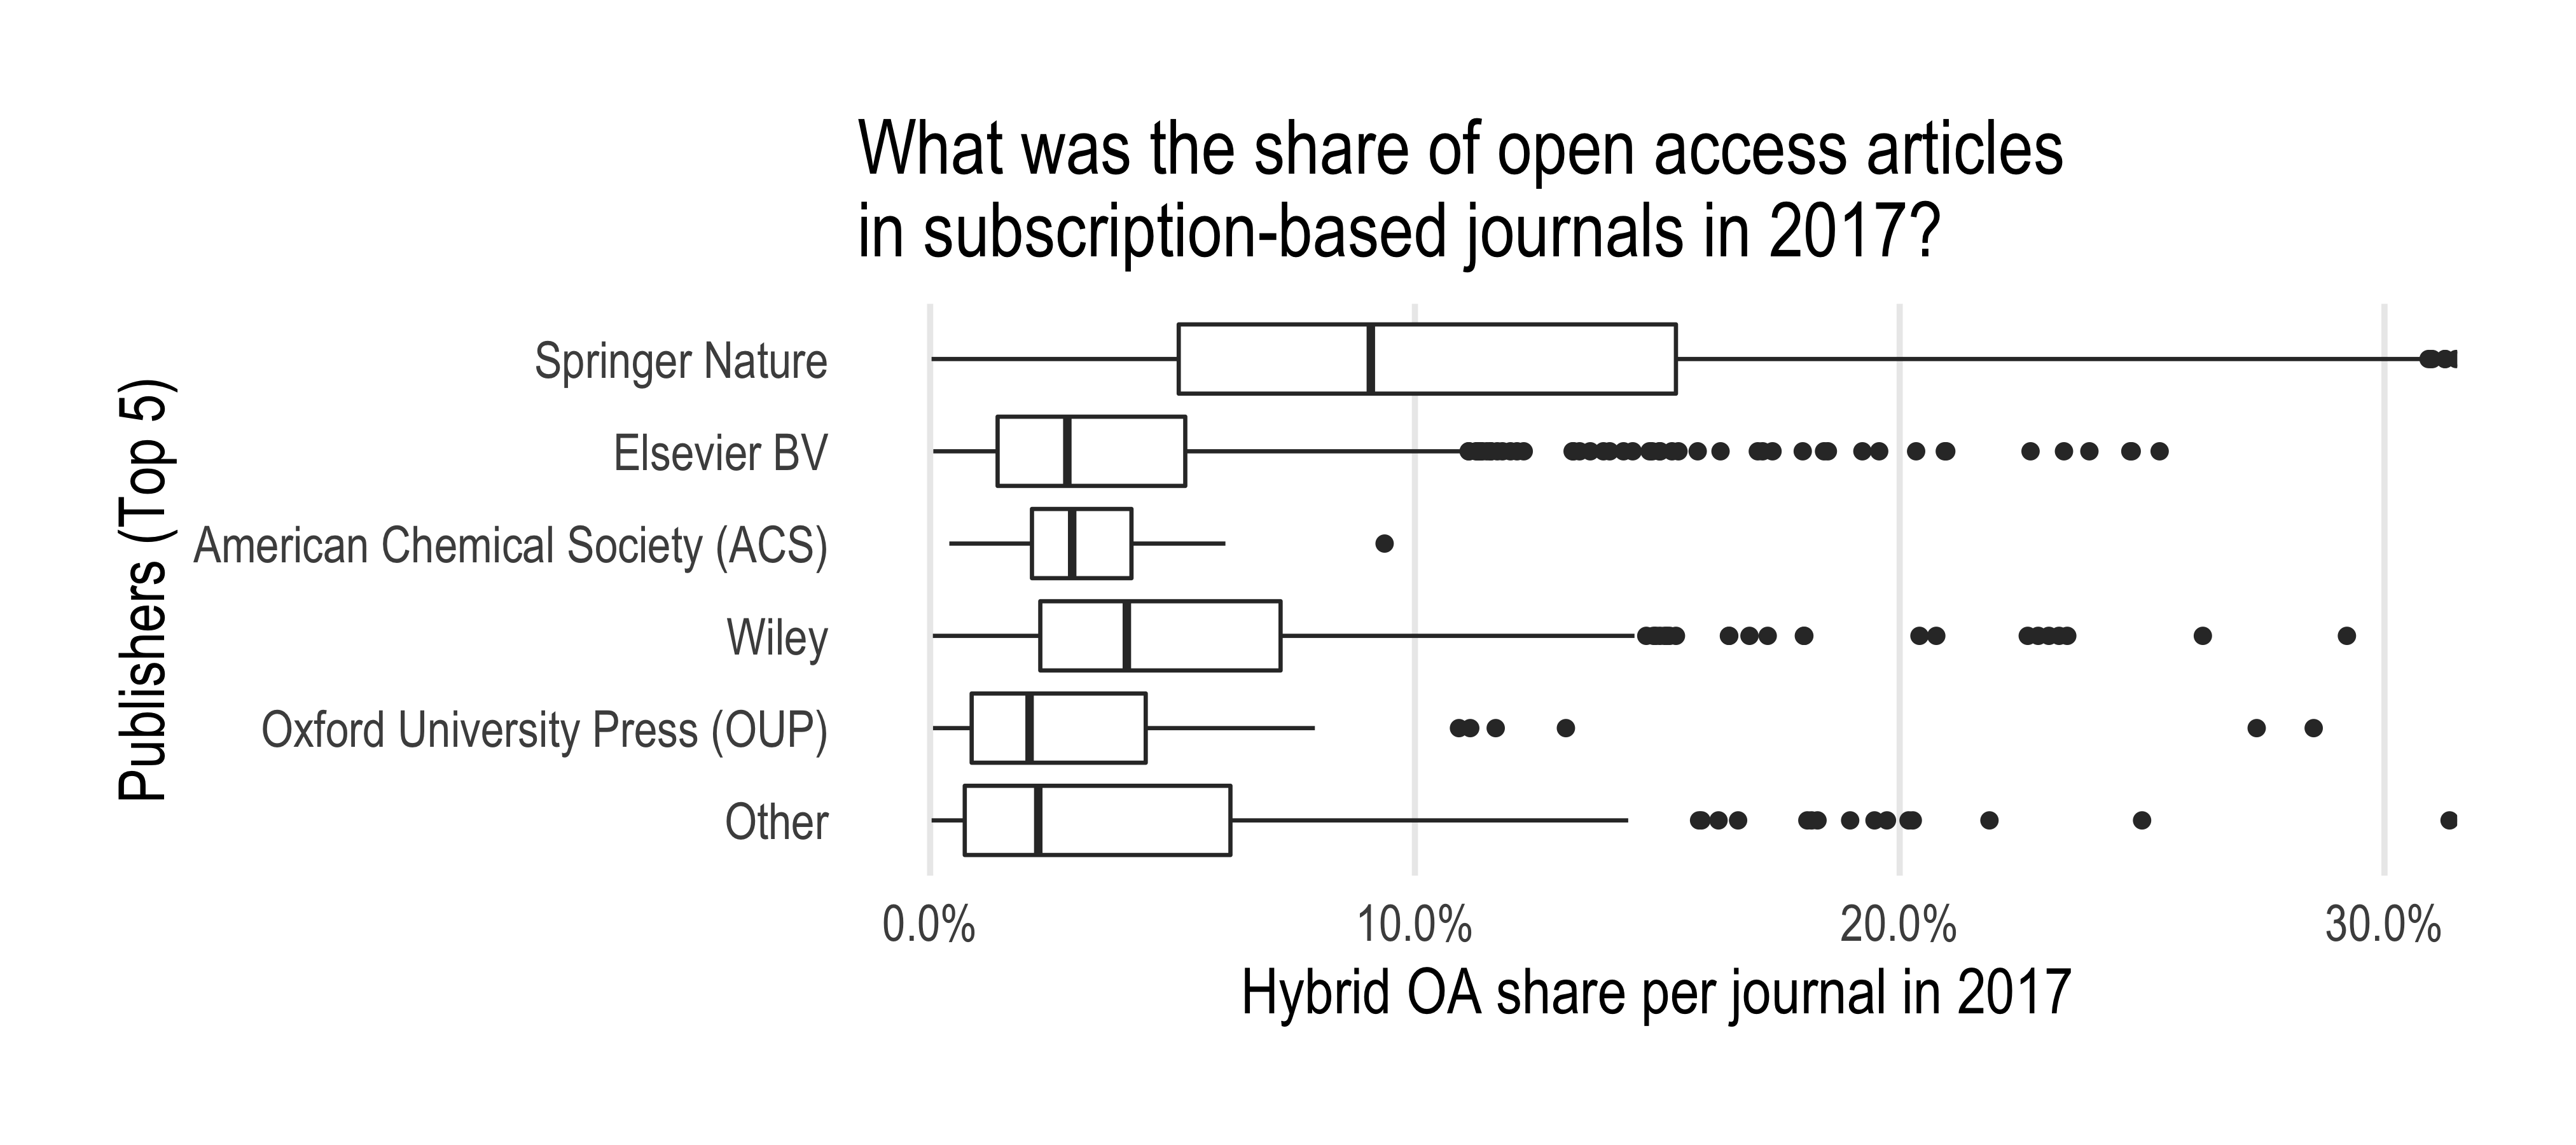 What was the share of open access articles
in subscription-based journals in 2017?
Publishers (Top 5)
Springer Nature
Elsevier BV
American Chemical Society (ACS)
Wiley
Oxford University Press (OUP)
Other
0.0% 10.0% 20.0% 30.0%
Hybrid OA share per journal in 2017